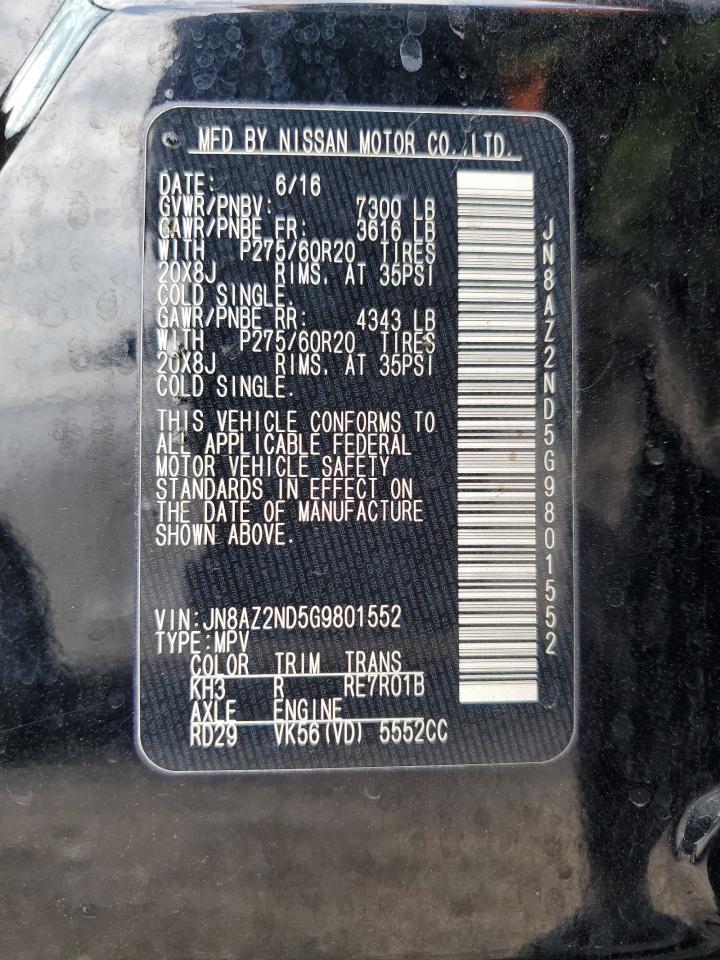 MFD BY NISSAN MOTOR CO.,LTD.
DATE: 6/16
GVWR/PNBV: 7300 LB
GAWR/PNBE FR: 3616 LB
WITH P275/60R20 TIRES
20X8J RIMS, AT 35PSI
COLD SINGLE.
GAWR/PNBE RR: 4343 LB
WITH P275/60R20 TIRES
20X8J RIMS, AT 35PSI
COLD SINGLE.
THIS VEHICLE CONFORMS TO
ALL APPLICABLE FEDERAL
MOTOR VEHICLE SAFETY
STANDARDS IN EFFECT ON
THE DATE OF MANUFACTURE
SHOWN ABOVE.
VIN:JN8AZ2ND5G9801552
TYPE:MPV
COLOR TRIM TRANS
KH3 R RE7R01B
AXLE ENGINE
RD29 VK56(VD) 5552CC
JN8AZ2ND5G9801552